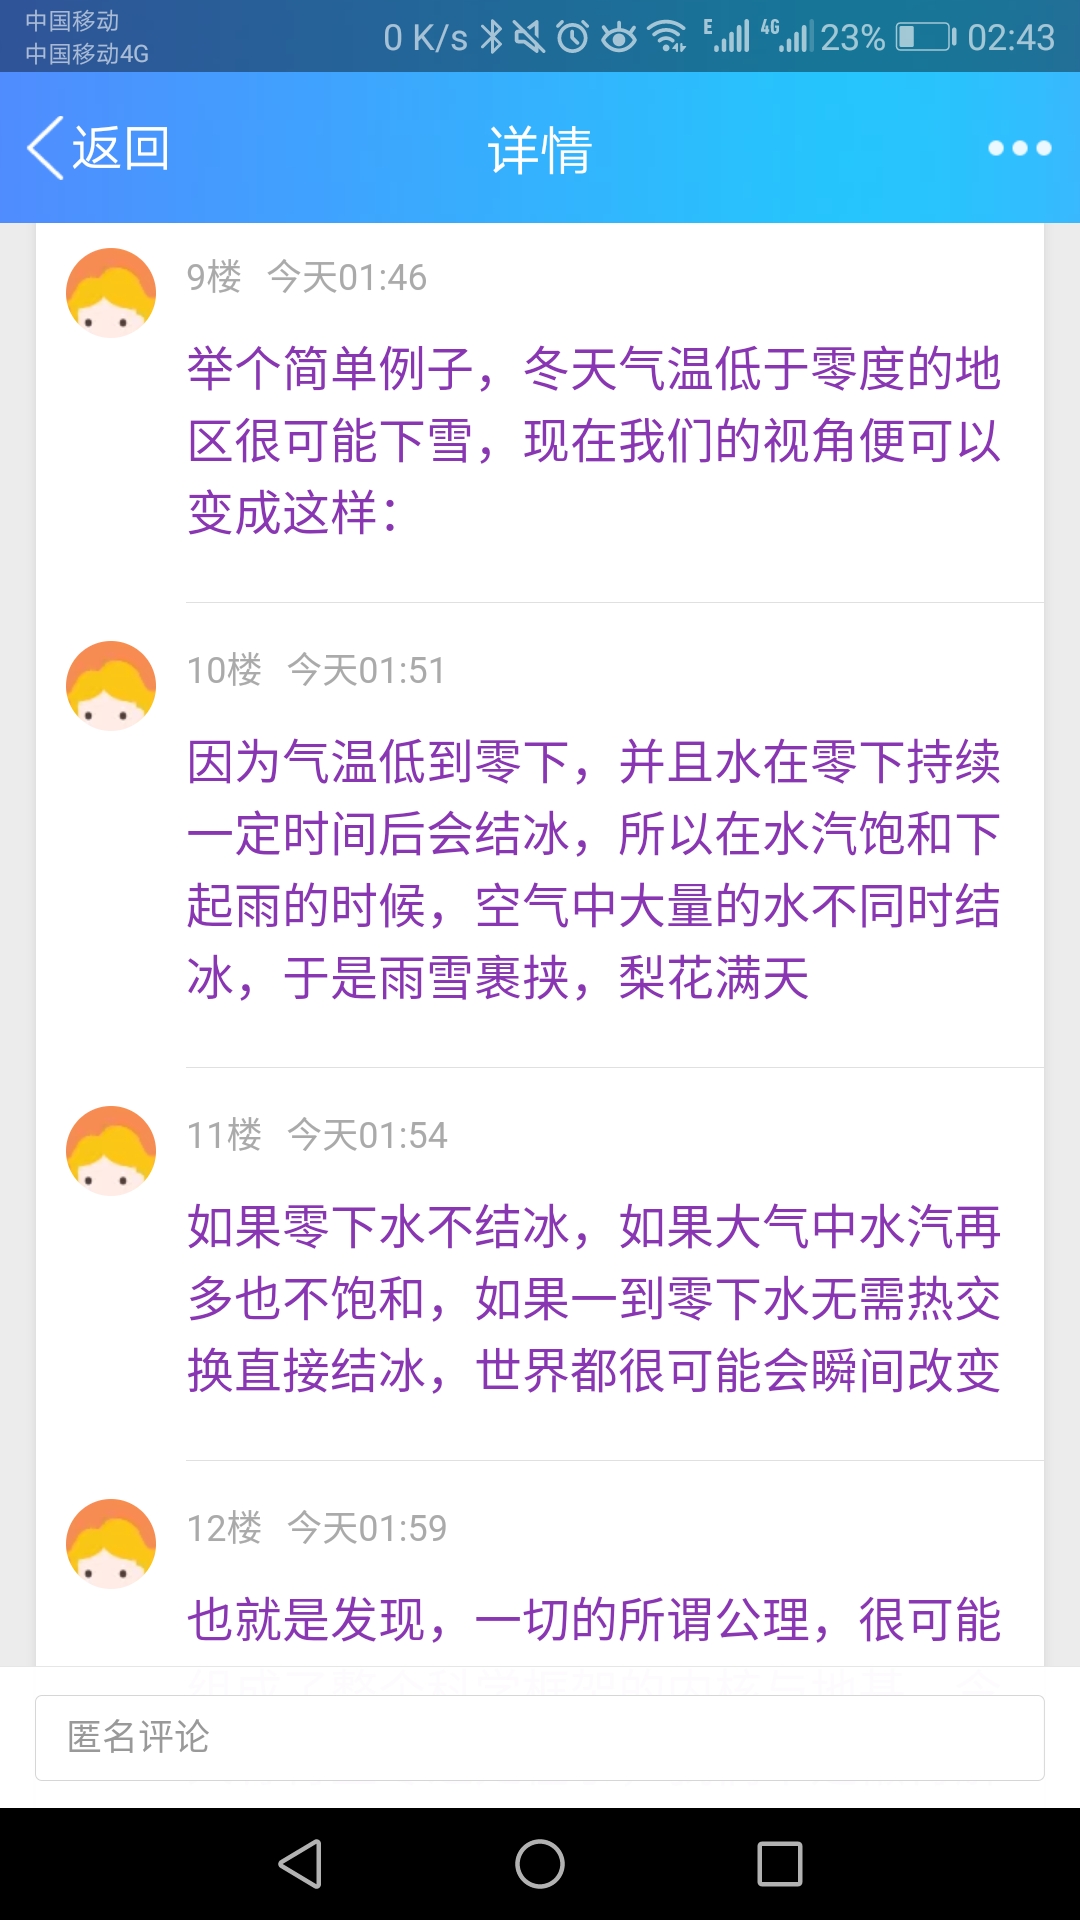 中国移动
中国移动4G
0 K/s
E
4G
23%
02:43
返回
详情
9楼 今天01:46
举个简单例子，冬天气温低于零度的地
区很可能下雪，现在我们的视角便可以
变成这样：
10楼 今天01:51
因为气温低到零下，并且水在零下持续
一定时间后会结冰，所以在水汽饱和下
起雨的时候，空气中大量的水不同时结
冰，于是雨雪裹挟，梨花满天
11楼 今天01:54
如果零下水不结冰，如果大气中水汽再
多也不饱和，如果一到零下水无需热交
换直接结冰，世界都很可能会瞬间改变
12楼 今天01:59
也就是发现，一切的所谓公理，很可能
匿名评论